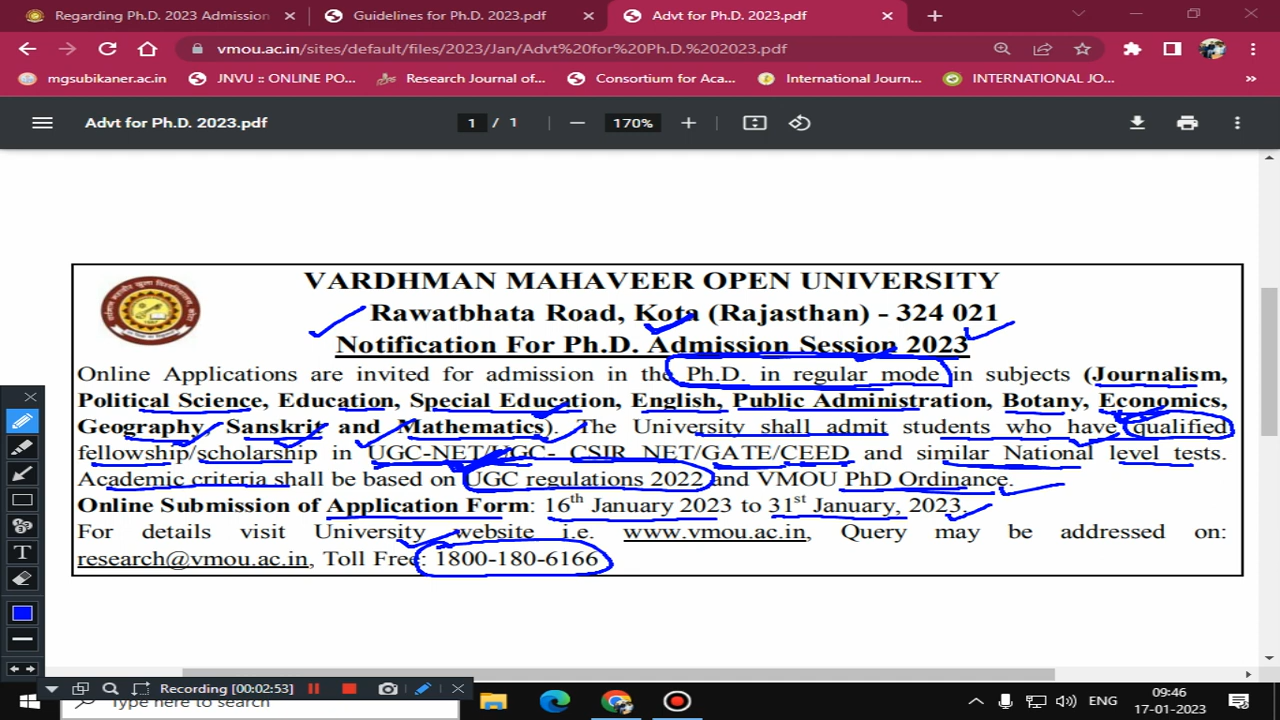 Regarding Ph.D. 2023 Admission
Guidelines for Ph.D. 2023.pdf
Advt for Ph.D. 2023.pdf
vmou.ac.in/sites/default/files/2023/Jan/Advt%20for%20Ph.D.%202023.pdf
mgsubikaner.ac.in
JNVU :: ONLINE PO...
Research Journal of...
Consortium for Aca...
International Journ...
INTERNATIONAL JO...
Advt for Ph.D. 2023.pdf
1 / 1
170%
VARDHMAN MAHAVEER OPEN UNIVERSITY
Rawatbhata Road, Kota (Rajasthan) - 324 021
Notification For Ph.D. Admission Session 2023
Online Applications are invited for admission in the Ph.D. in regular mode in subjects (Journalism,
Political Science, Education, Special Education, English, Public Administration, Botany, Economics,
Geography, Sanskrit and Mathematics). The University shall admit students who have qualified
fellowship/scholarship in UGC-NET/UGC- CSIR NET/GATE/CEED and similar National level tests.
Academic criteria shall be based on UGC regulations 2022 and VMOU PhD Ordinance.
Online Submission of Application Form: 16th January 2023 to 31st January, 2023.
For details visit University website i.e. www.vmou.ac.in, Query may be addressed on:
research@vmou.ac.in, Toll Free: 1800-180-6166
T
Recording [00:02:53]
Type here to search
ENG
09:46
17-01-2023